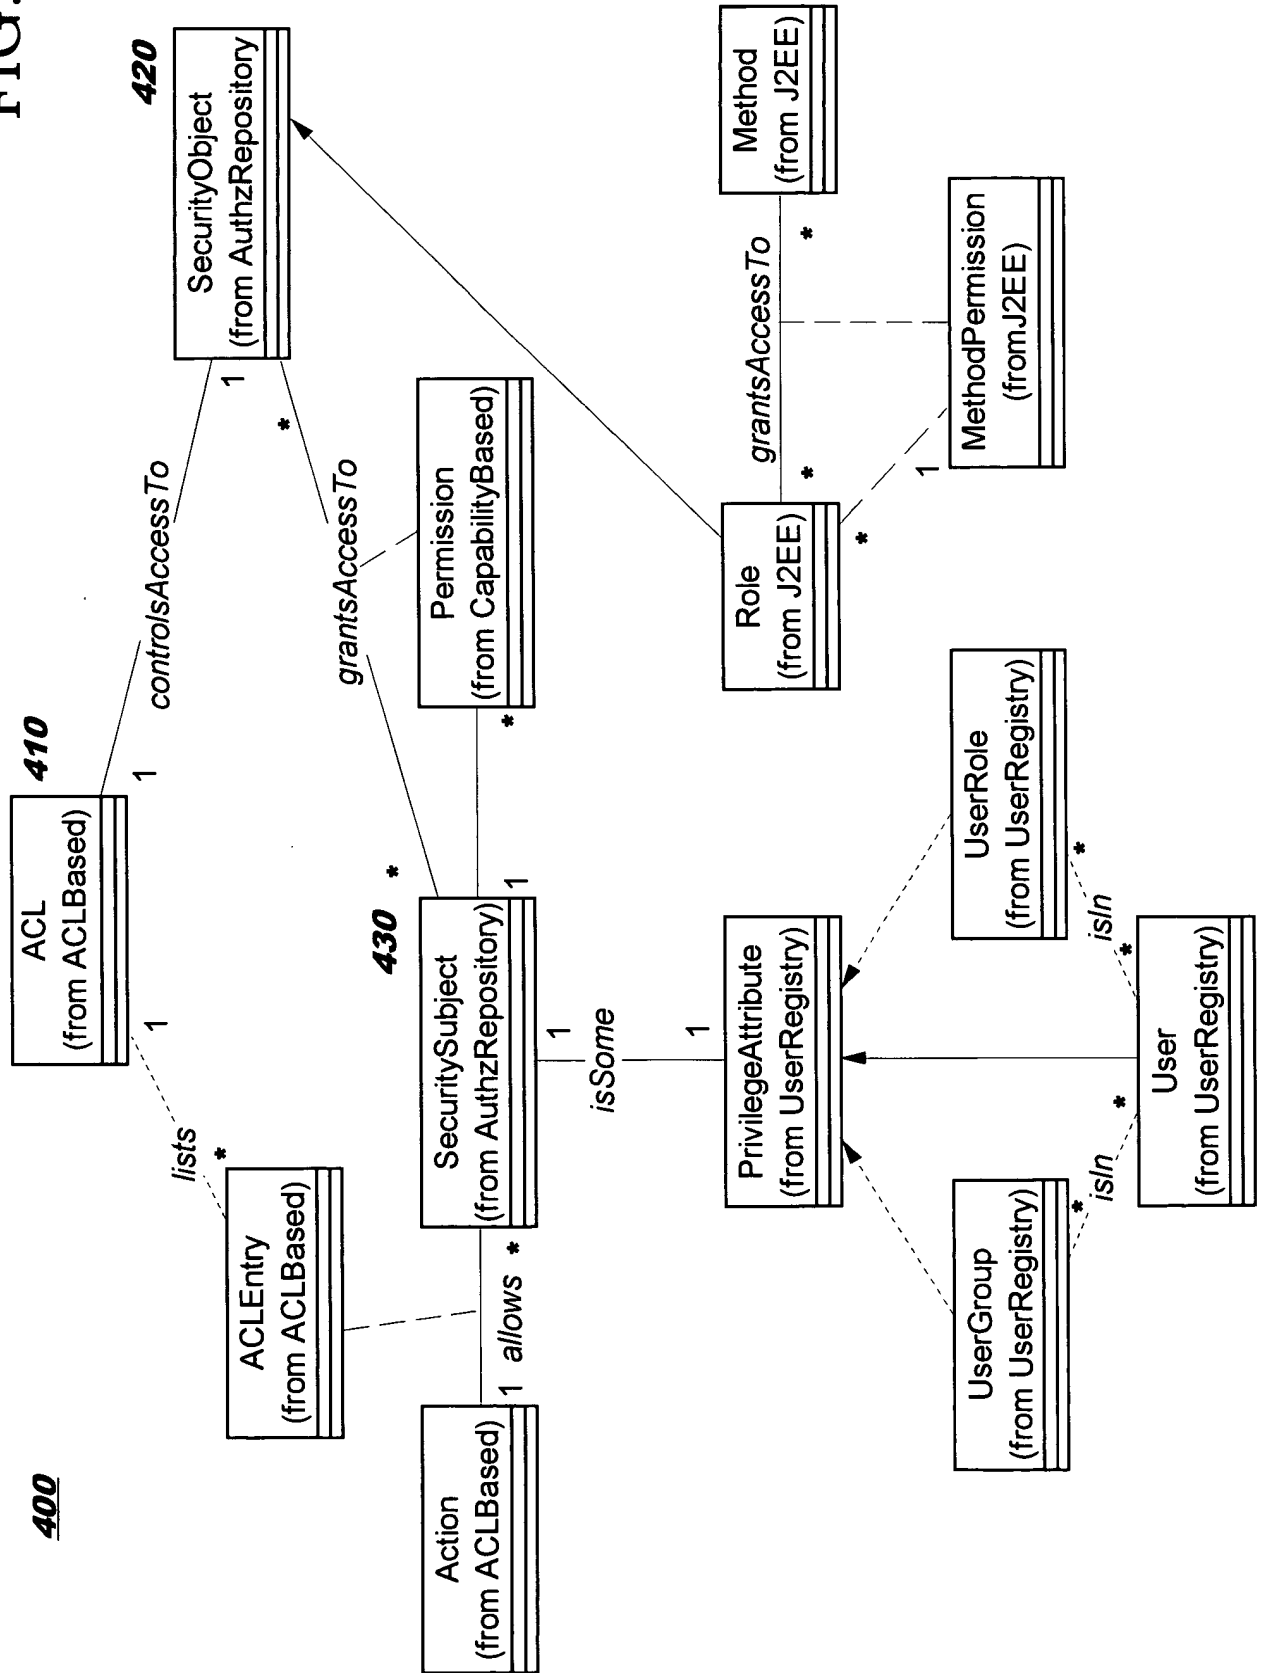 FIG.
400
ACL
(from ACLBased)
410
1
1
lists
*
controlsAccessTo
420
SecurityObject
(from AuthzRepository
1
*
ACLEntry
(from ACLBased)
grantsAccessTo
430
*
Action
(from ACLBased)
1
allows
*
SecuritySubject
(from AuthzRepository)
1
*
Permission
(from CapabilityBased)
1
isSome
1
PrivilegeAttribute
(from UserRegistry)
Role
(from J2EE)
*
grantsAccessTo
*
Method
(from J2EE)
*
1
MethodPermission
(fromJ2EE)
UserGroup
(from UserRegistry)
UserRole
(from UserRegistry)
*
isIn
*
*
isIn
*
User
(from UserRegistry)